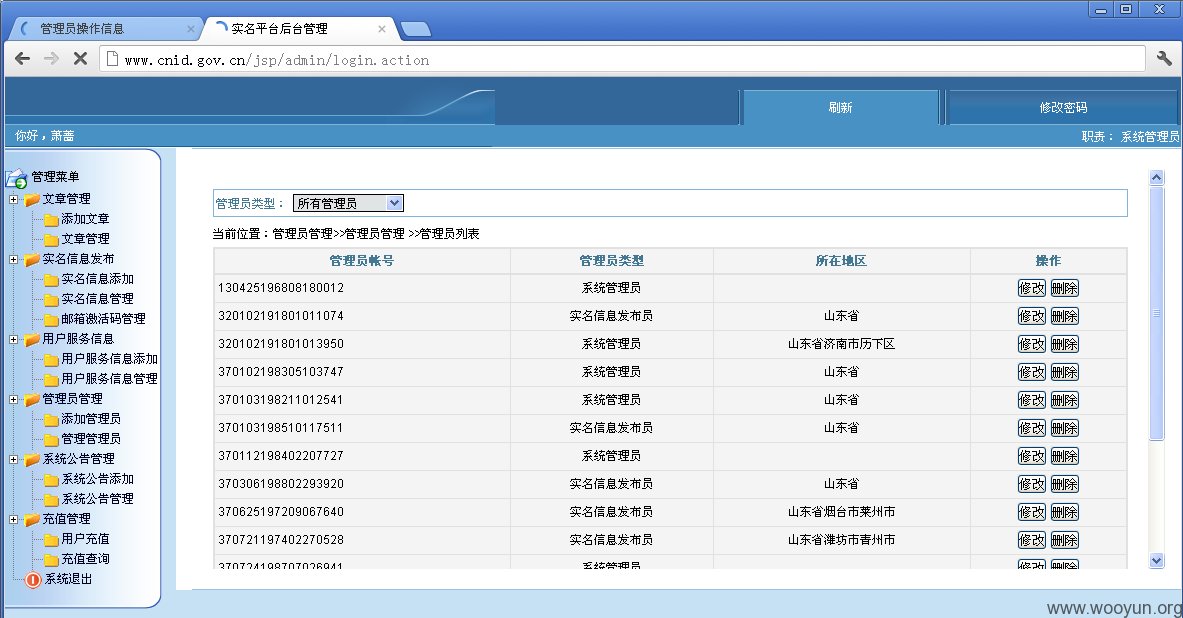 管理员操作信息
实名平台后台管理
www.cnid.gov.cn/jsp/admin/login.action
刷新
修改密码
你好，萧蔷
职责： 系统管理员
管理菜单
文章管理
添加文章
文章管理
实名信息发布
实名信息添加
实名信息管理
邮箱激活码管理
用户服务信息
用户服务信息添加
用户服务信息管理
管理员管理
添加管理员
管理管理员
系统公告管理
系统公告添加
系统公告管理
充值管理
用户充值
充值查询
系统退出
管理员类型： 所有管理员
当前位置：管理员管理>>管理员管理 >>管理员列表
管理员帐号 管理员类型 所在地区 操作
130425196808180012 系统管理员 修改 删除
320102191801011074 实名信息发布员 山东省 修改 删除
320102191801013950 系统管理员 山东省济南市历下区 修改 删除
370102198305103747 系统管理员 山东省 修改 删除
370103198211012541 系统管理员 山东省 修改 删除
370103198510117511 实名信息发布员 山东省 修改 删除
370112198402207727 系统管理员 修改 删除
370306198802293920 实名信息发布员 山东省 修改 删除
370625197209067640 实名信息发布员 山东省烟台市莱州市 修改 删除
370721197402270528 实名信息发布员 山东省潍坊市青州市 修改 删除
370724198707026941 系统管理员 修改 删除
www.wooyun.org